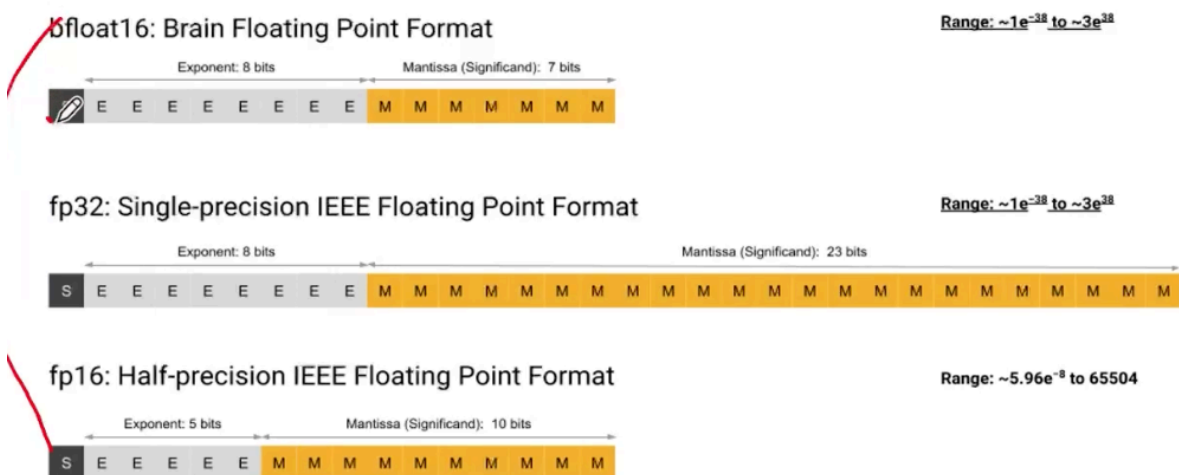 bfloat16: Brain Floating Point Format
Range: ~1e⁻³⁸ to ~3e³⁸
Exponent: 8 bits
Mantissa (Significand): 7 bits
E E E E E E E E M M M M M M M
fp32: Single-precision IEEE Floating Point Format
Range: ~1e⁻³⁸ to ~3e³⁸
Exponent: 8 bits
Mantissa (Significand): 23 bits
S E E E E E E E E M M M M M M M M M M M M M M M M M M M M M M M
fp16: Half-precision IEEE Floating Point Format
Range: ~5.96e⁻⁸ to 65504
Exponent: 5 bits
Mantissa (Significand): 10 bits
S E E E E E M M M M M M M M M M